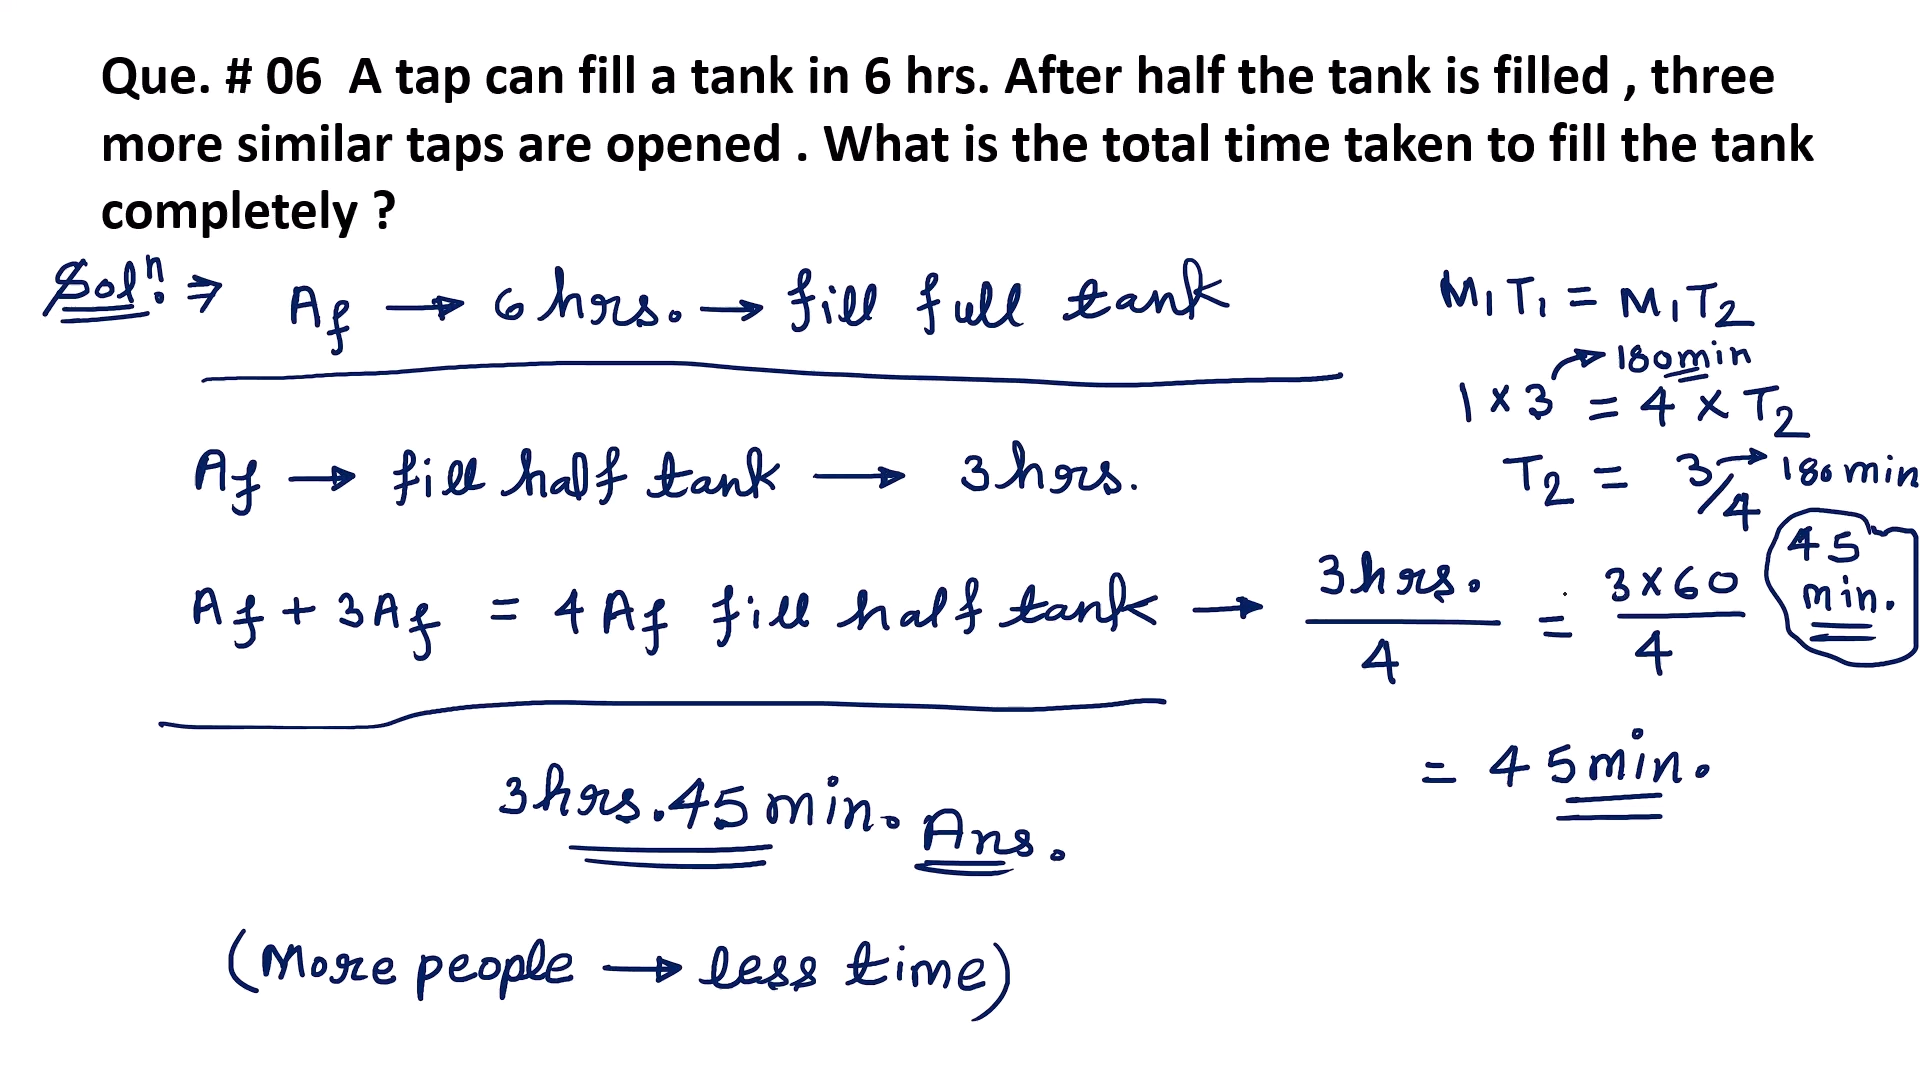 Que. # 06 A tap can fill a tank in 6 hrs. After half the tank is filled , three
more similar taps are opened . What is the total time taken to fill the tank
completely ?
Solⁿ. ⇒ Af → 6 hrs. → fill full tank
Af → fill half tank → 3 hrs.
Af + 3Af = 4 Af fill half tank → 3 hrs. / 4 = 3×60 / 4
= 45 min.
3 hrs. 45 min. Ans.
(More people → less time)
M₁T₁ = M₁T₂
→ 180 min
1 × 3 = 4 × T₂
T₂ = 3/4 → 180 min
45
min.